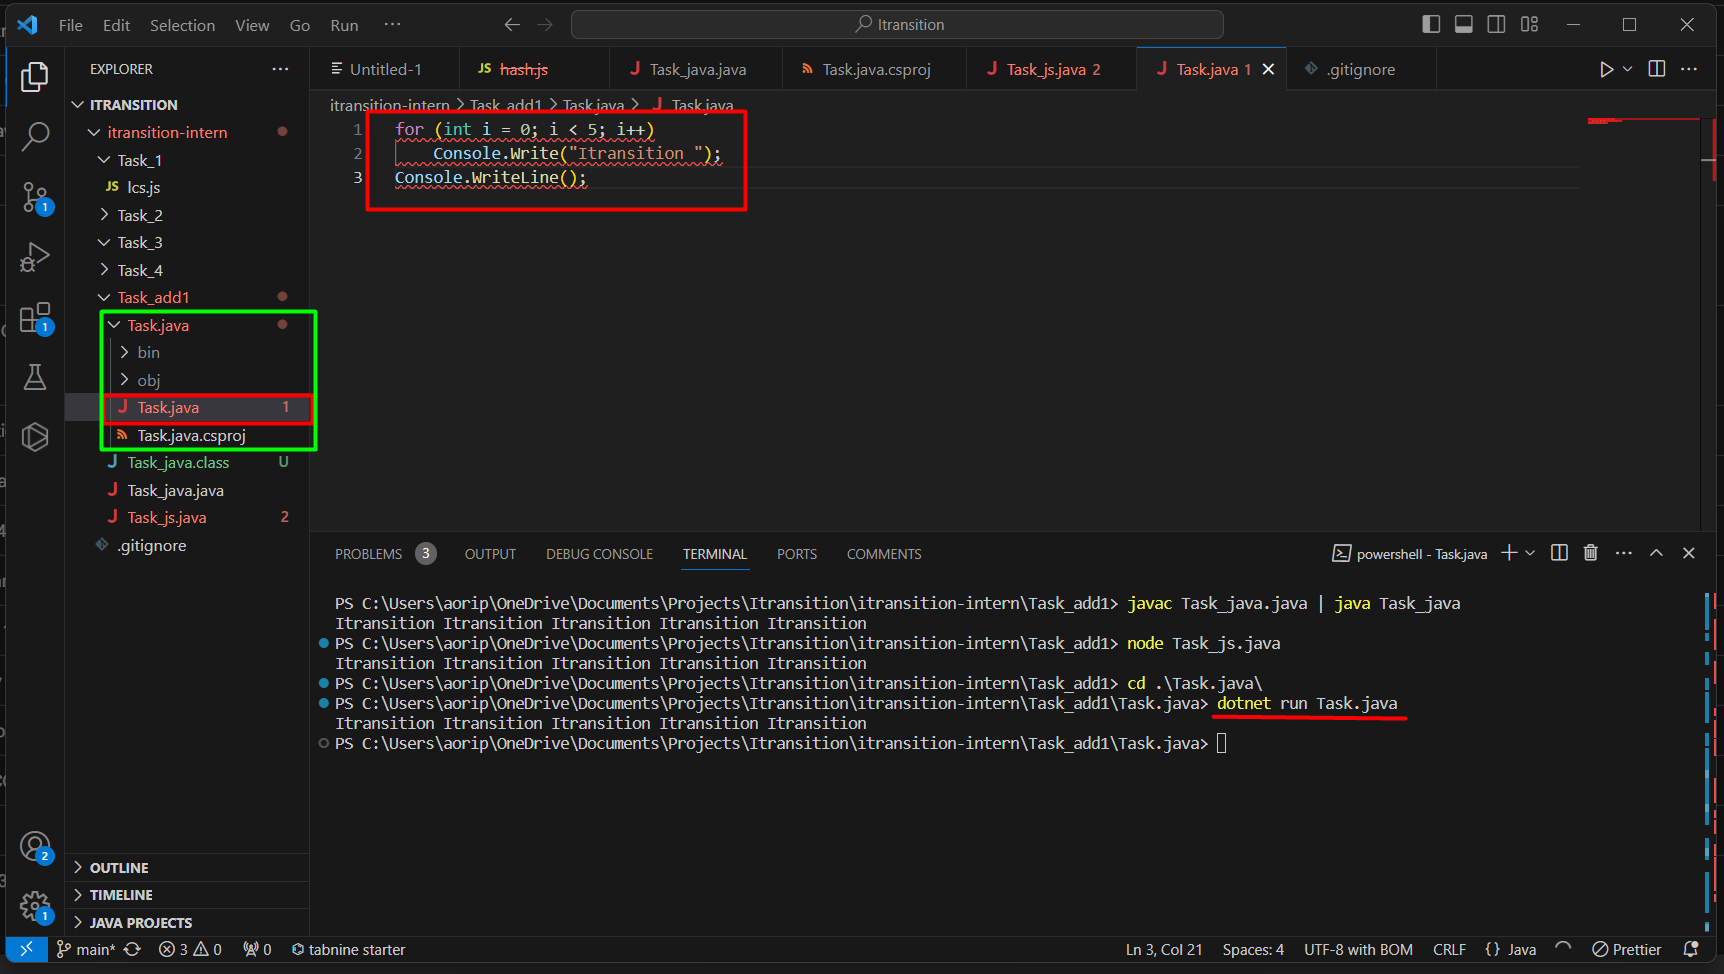 File Edit Selection View Go Run ···
Itransition
EXPLORER
Untitled-1
hash.js
Task_java.java
Task.java.csproj
Task_js.java 2
Task.java 1
.gitignore
ITRANSITION
itransition-intern
Task_1
JS lcs.js
Task_2
Task_3
Task_4
Task_add1
Task.java
bin
obj
Task.java 1
Task.java.csproj
Task_java.class U
Task_java.java
Task_js.java 2
.gitignore
OUTLINE
TIMELINE
JAVA PROJECTS
itransition-intern > Task_add1 > Task.java > Task.java
1 for (int i = 0; i < 5; i++)
2 Console.Write("Itransition ");
3 Console.WriteLine();
PROBLEMS 3 OUTPUT DEBUG CONSOLE TERMINAL PORTS COMMENTS
powershell - Task.java
PS C:\Users\aorip\OneDrive\Documents\Projects\Itransition\itransition-intern\Task_add1> javac Task_java.java | java Task_java
Itransition Itransition Itransition Itransition Itransition
PS C:\Users\aorip\OneDrive\Documents\Projects\Itransition\itransition-intern\Task_add1> node Task_js.java
Itransition Itransition Itransition Itransition Itransition
PS C:\Users\aorip\OneDrive\Documents\Projects\Itransition\itransition-intern\Task_add1> cd .\Task.java\
PS C:\Users\aorip\OneDrive\Documents\Projects\Itransition\itransition-intern\Task_add1\Task.java> dotnet run Task.java
Itransition Itransition Itransition Itransition Itransition
PS C:\Users\aorip\OneDrive\Documents\Projects\Itransition\itransition-intern\Task_add1\Task.java>
1
1
2
1
main* 3 0 0 tabnine starter
Ln 3, Col 21 Spaces: 4 UTF-8 with BOM CRLF {} Java Prettier